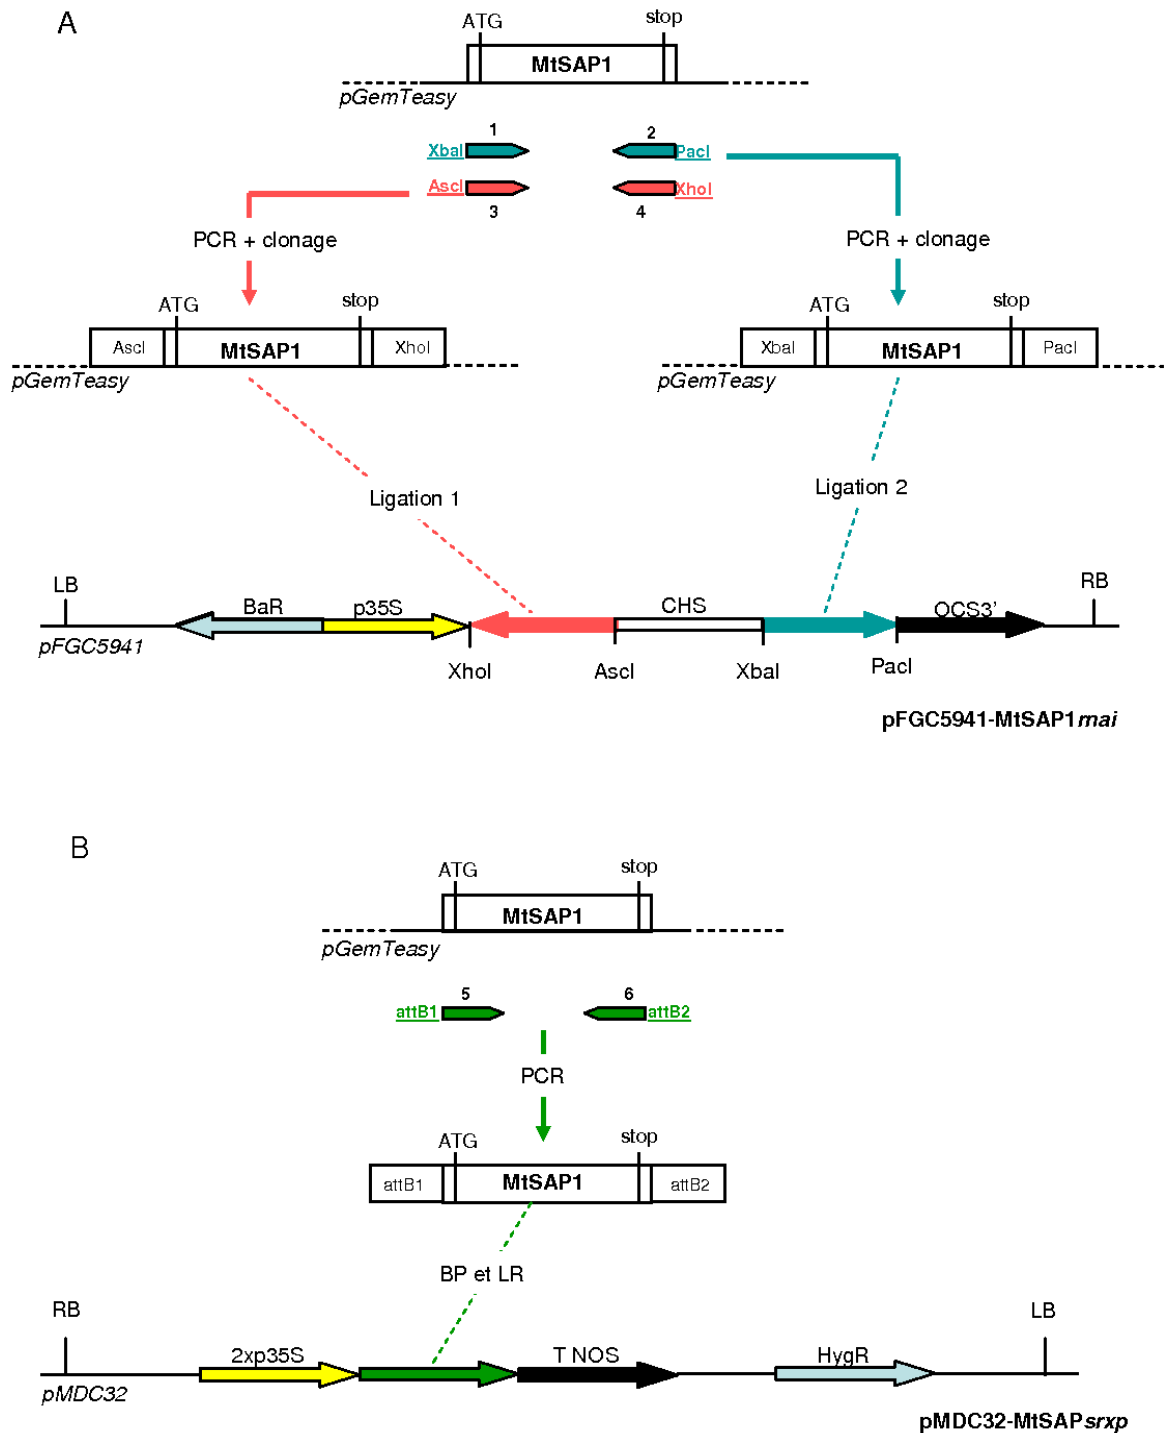 A
ATG
stop
MtSAP1
pGemTeasy
1
2
XbaI
PacI
AscI
XhoI
3
4
PCR + clonage
PCR + clonage
ATG
stop
ATG
stop
AscI
MtSAP1
XhoI
XbaI
MtSAP1
PacI
pGemTeasy
pGemTeasy
Ligation 1
Ligation 2
LB
RB
BaR
p35S
CHS
OCS3'
pFGC5941
XhoI
AscI
XbaI
PacI
pFGC5941-MtSAP1rnai
B
ATG
stop
MtSAP1
pGemTeasy
5
6
attB1
attB2
PCR
ATG
stop
attB1
MtSAP1
attB2
BP et LR
RB
LB
2xp35S
T NOS
HygR
pMDC32
pMDC32-MtSAPsrxp